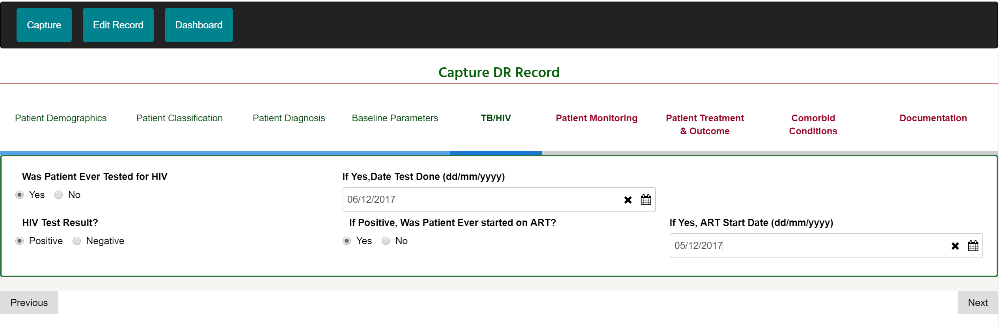 Capture Edit Record Dashboard
Capture DR Record
Patient Demographics Patient Classification Patient Diagnosis Baseline Parameters TB/HIV Patient Monitoring Patient Treatment & Outcome Comorbid Conditions Documentation
Was Patient Ever Tested for HIV
Yes No
If Yes,Date Test Done (dd/mm/yyyy)
06/12/2017
HIV Test Result?
Positive Negative
If Positive, Was Patient Ever started on ART?
Yes No
If Yes, ART Start Date (dd/mm/yyyy)
05/12/2017
Previous Next